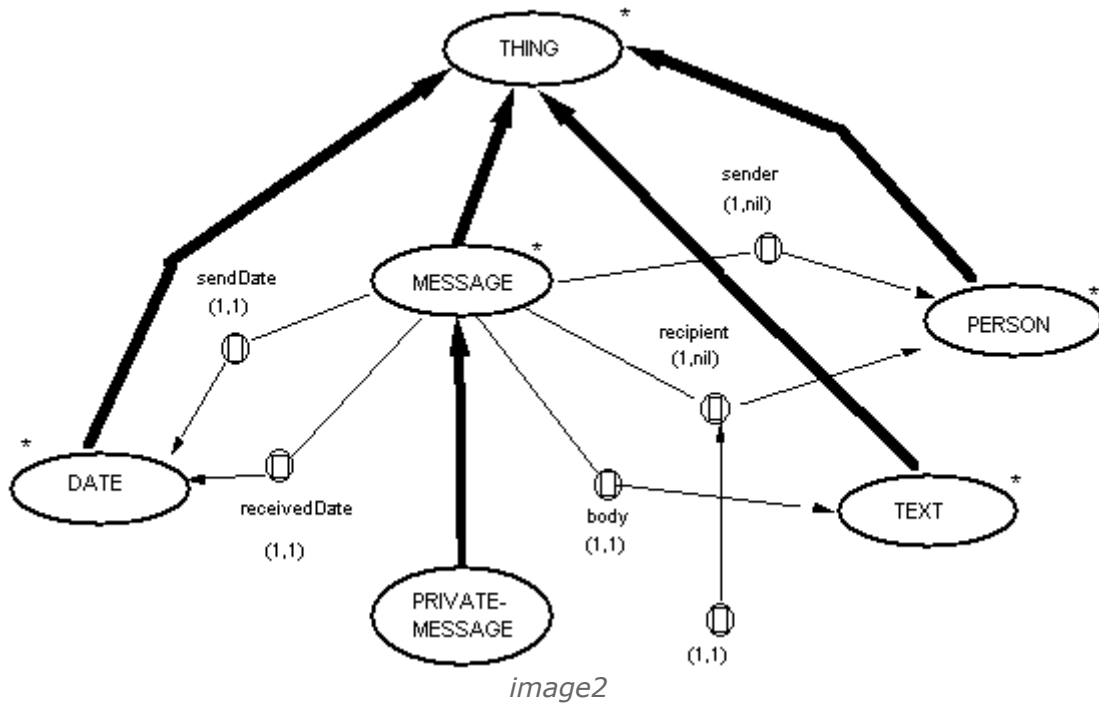 *
THING
sender
(1,nil)
*
MESSAGE
sendDate
(1,1)
*
PERSON
recipient
(1,nil)
*
DATE
*
TEXT
receivedDate
(1,1)
body
(1,1)
PRIVATE-
MESSAGE
(1,1)
image2